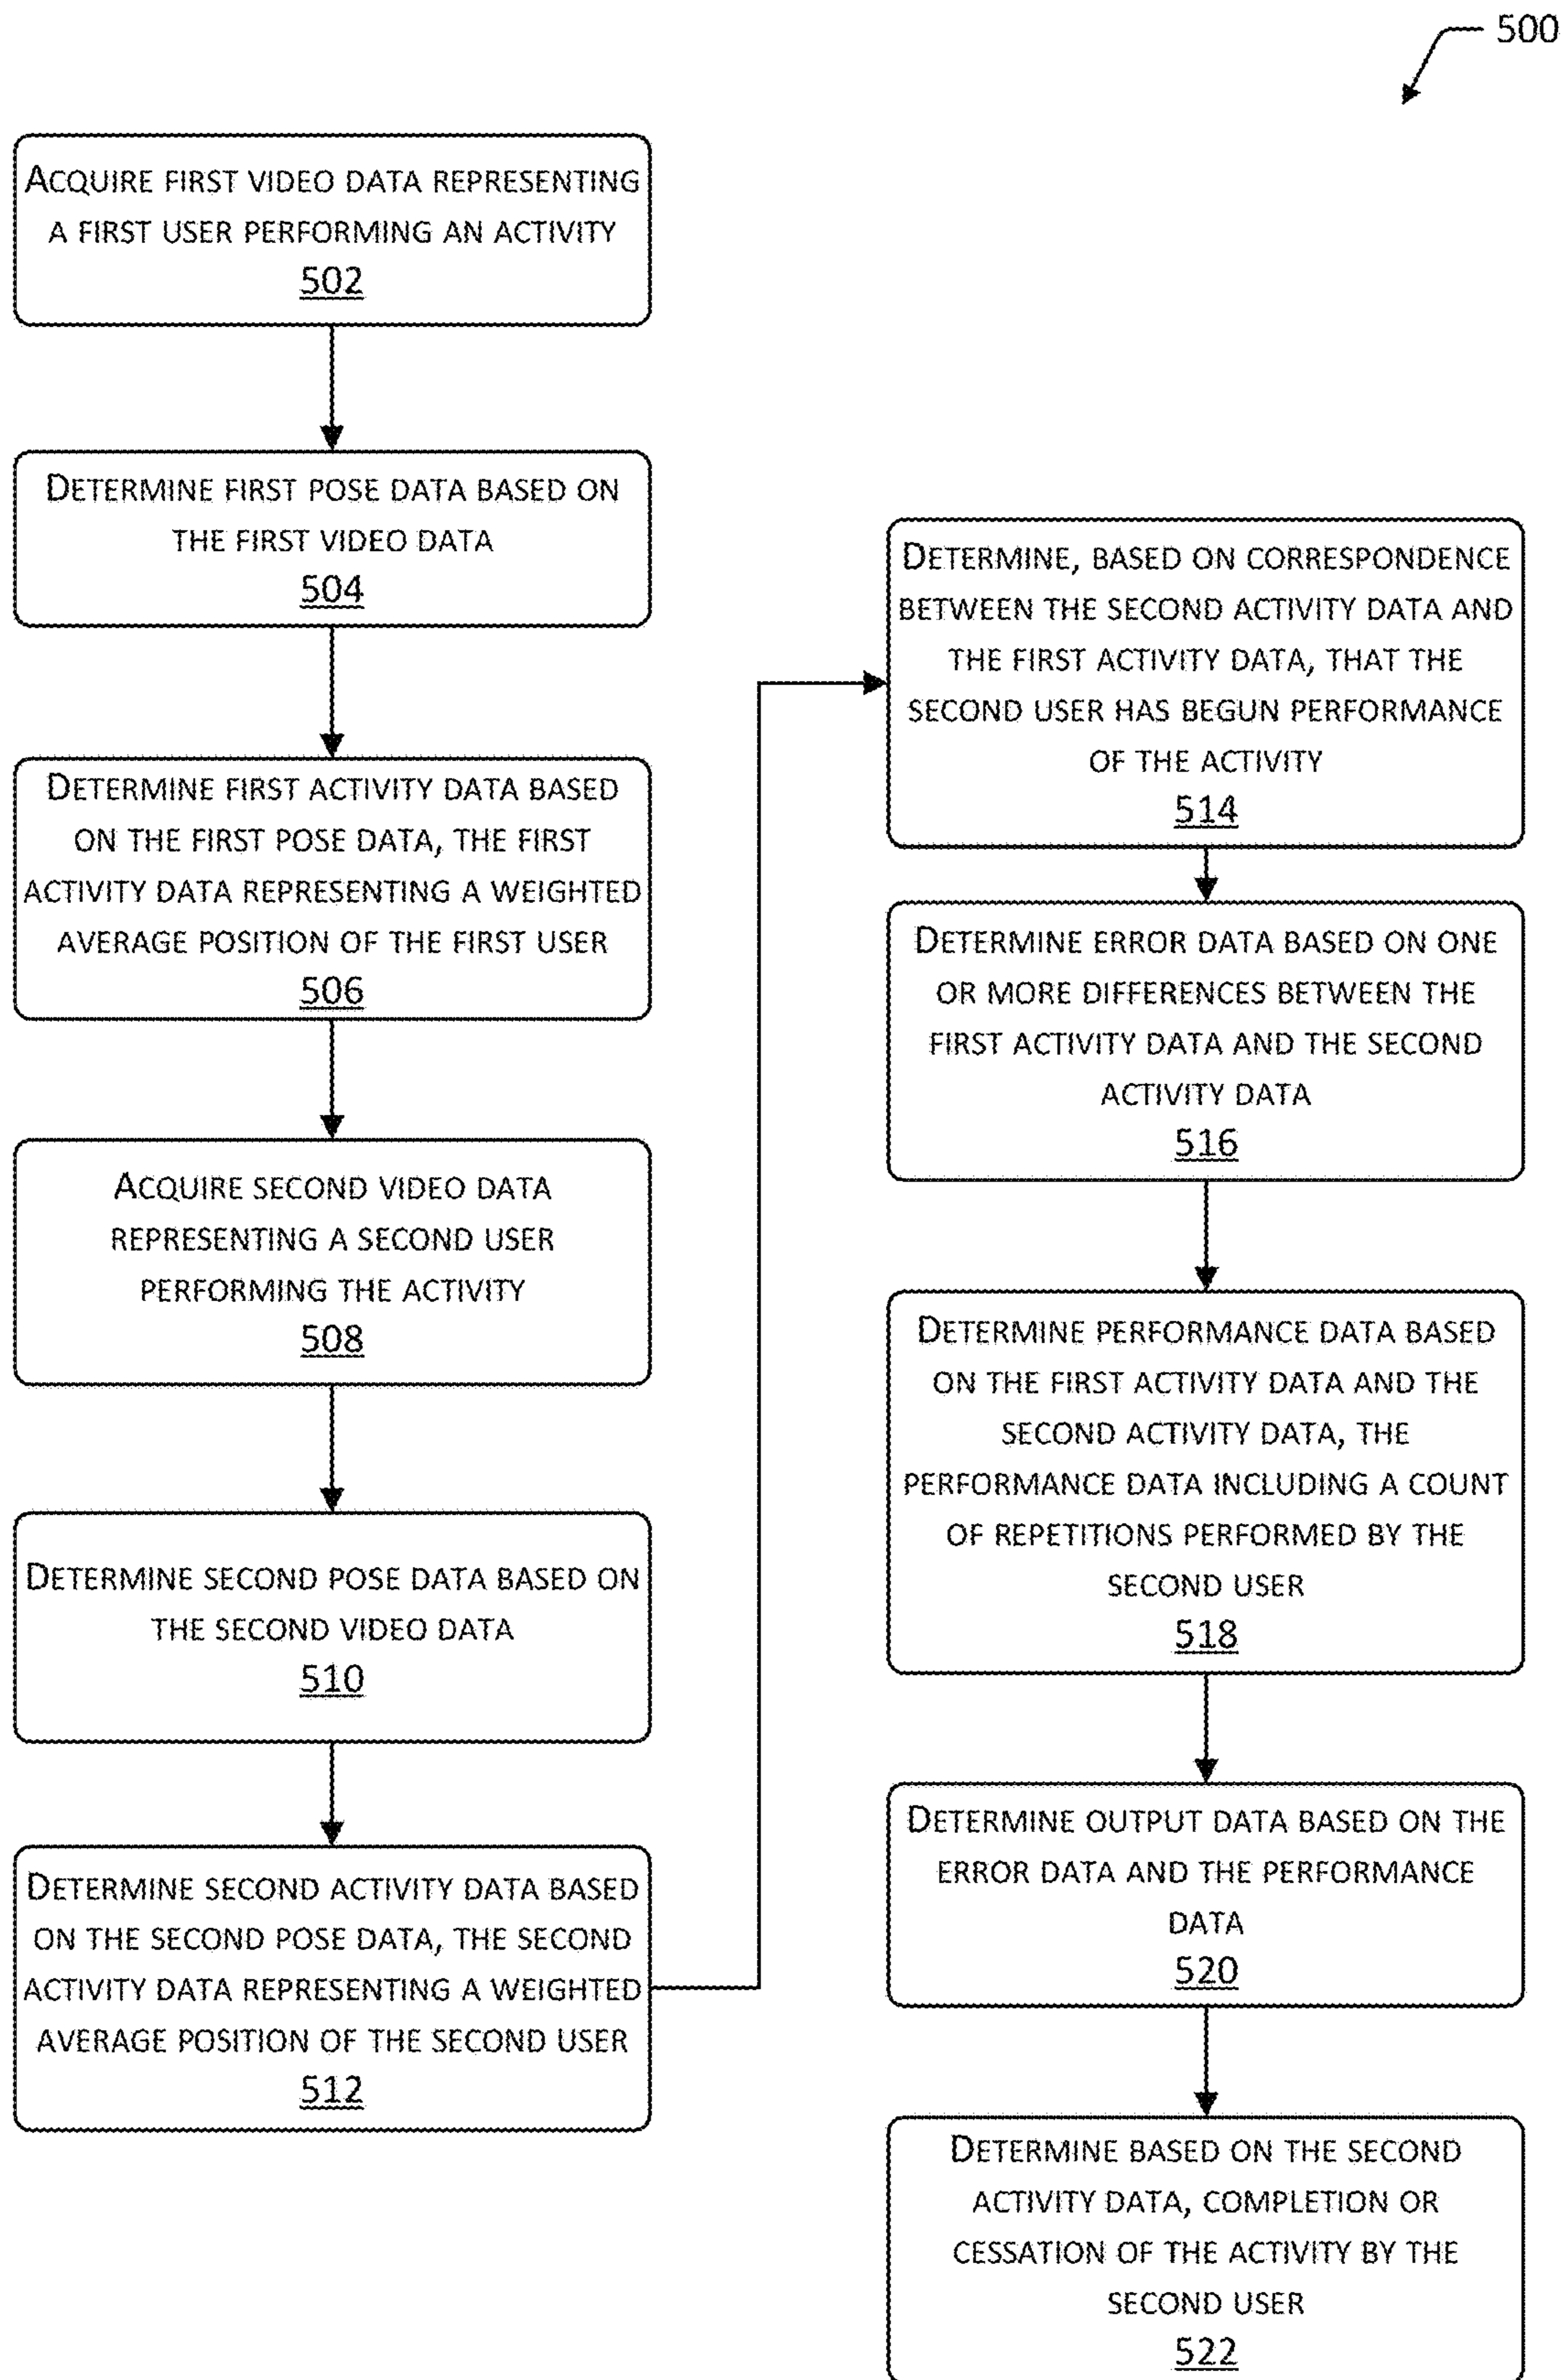 500
ACQUIRE FIRST VIDEO DATA REPRESENTING
A FIRST USER PERFORMING AN ACTIVITY
502
DETERMINE FIRST POSE DATA BASED ON
THE FIRST VIDEO DATA
504
DETERMINE FIRST ACTIVITY DATA BASED
ON THE FIRST POSE DATA, THE FIRST
ACTIVITY DATA REPRESENTING A WEIGHTED
AVERAGE POSITION OF THE FIRST USER
506
ACQUIRE SECOND VIDEO DATA
REPRESENTING A SECOND USER
PERFORMING THE ACTIVITY
508
DETERMINE SECOND POSE DATA BASED ON
THE SECOND VIDEO DATA
510
DETERMINE SECOND ACTIVITY DATA BASED
ON THE SECOND POSE DATA, THE SECOND
ACTIVITY DATA REPRESENTING A WEIGHTED
AVERAGE POSITION OF THE SECOND USER
512
DETERMINE, BASED ON CORRESPONDENCE
BETWEEN THE SECOND ACTIVITY DATA AND
THE FIRST ACTIVITY DATA, THAT THE
SECOND USER HAS BEGUN PERFORMANCE
OF THE ACTIVITY
514
DETERMINE ERROR DATA BASED ON ONE
OR MORE DIFFERENCES BETWEEN THE
FIRST ACTIVITY DATA AND THE SECOND
ACTIVITY DATA
516
DETERMINE PERFORMANCE DATA BASED
ON THE FIRST ACTIVITY DATA AND THE
SECOND ACTIVITY DATA, THE
PERFORMANCE DATA INCLUDING A COUNT
OF REPETITIONS PERFORMED BY THE
SECOND USER
518
DETERMINE OUTPUT DATA BASED ON THE
ERROR DATA AND THE PERFORMANCE
DATA
520
DETERMINE BASED ON THE SECOND
ACTIVITY DATA, COMPLETION OR
CESSATION OF THE ACTIVITY BY THE
SECOND USER
522